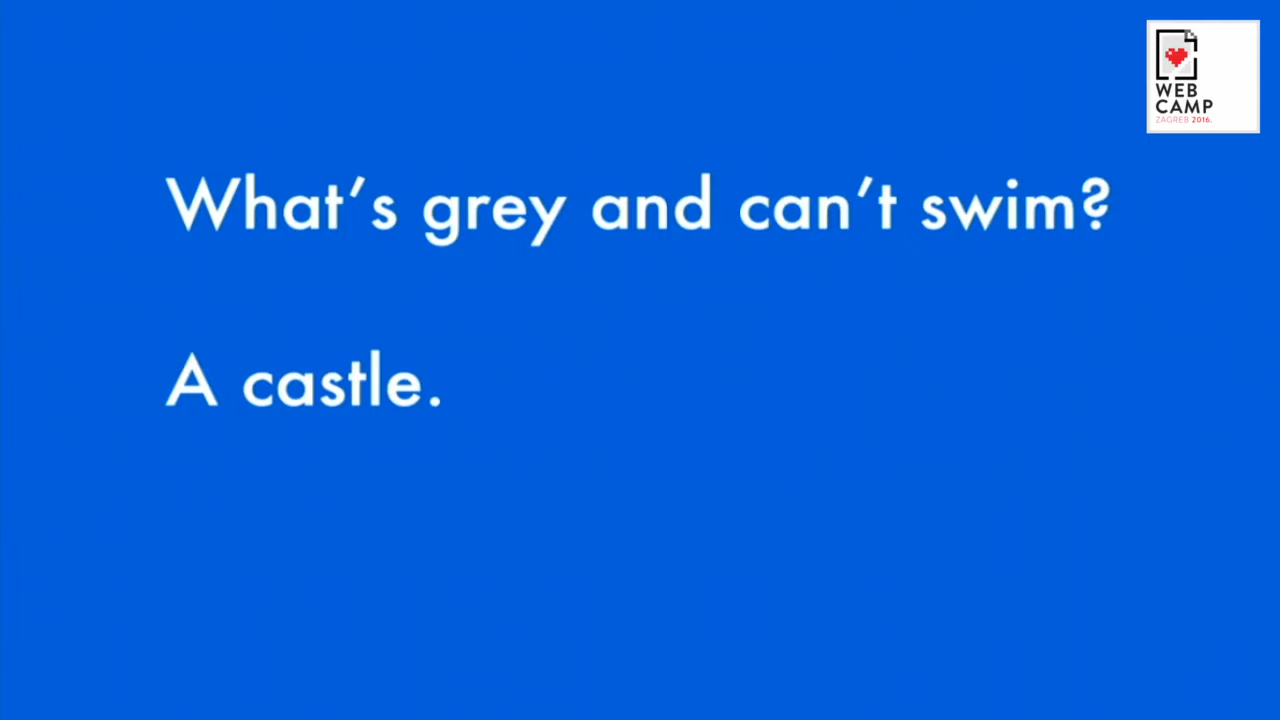 WEB
CAMP
ZAGREB 2016.
What’s grey and can’t swim?
A castle.